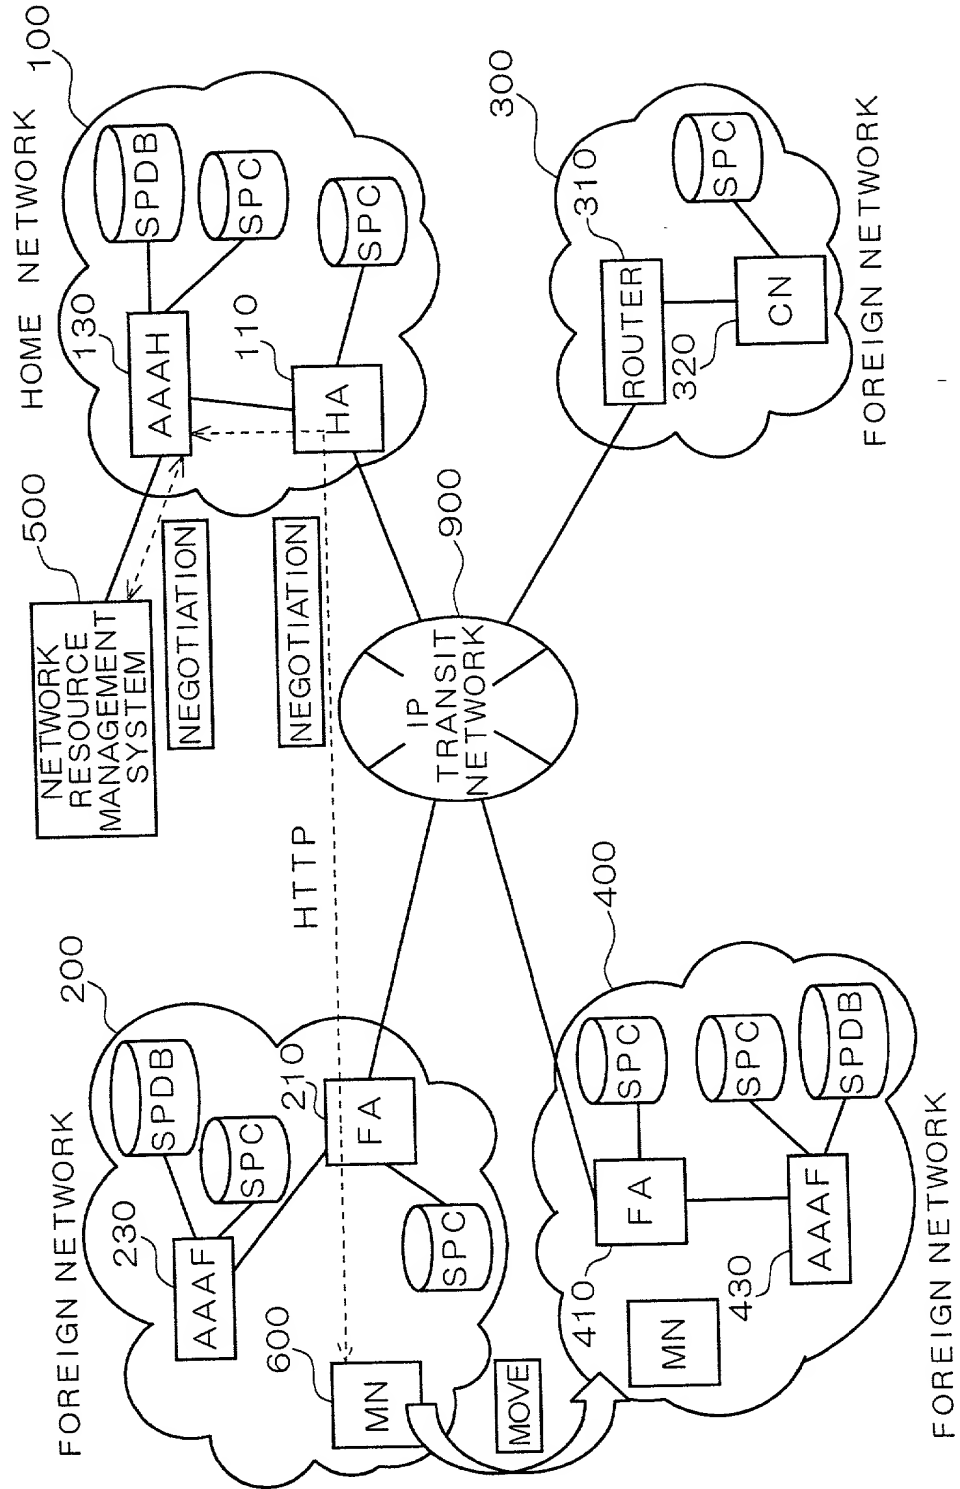 FOREIGN NETWORK
200
SPDB
SPC
230
AAAF
210
FA
SPC
600
MN
HTTP
NETWORK
RESOURCE
MANAGEMENT
SYSTEM
500
NEGOTIATION
NEGOTIATION
HOME NETWORK
100
SPDB
SPC
SPC
130
AAAH
110
HA
IP
TRANSIT
NETWORK
900
MOVE
FOREIGN NETWORK
400
SPC
SPC
SPDB
FA
410
AAAF
430
MN
FOREIGN NETWORK
300
310
ROUTER
SPC
320
CN